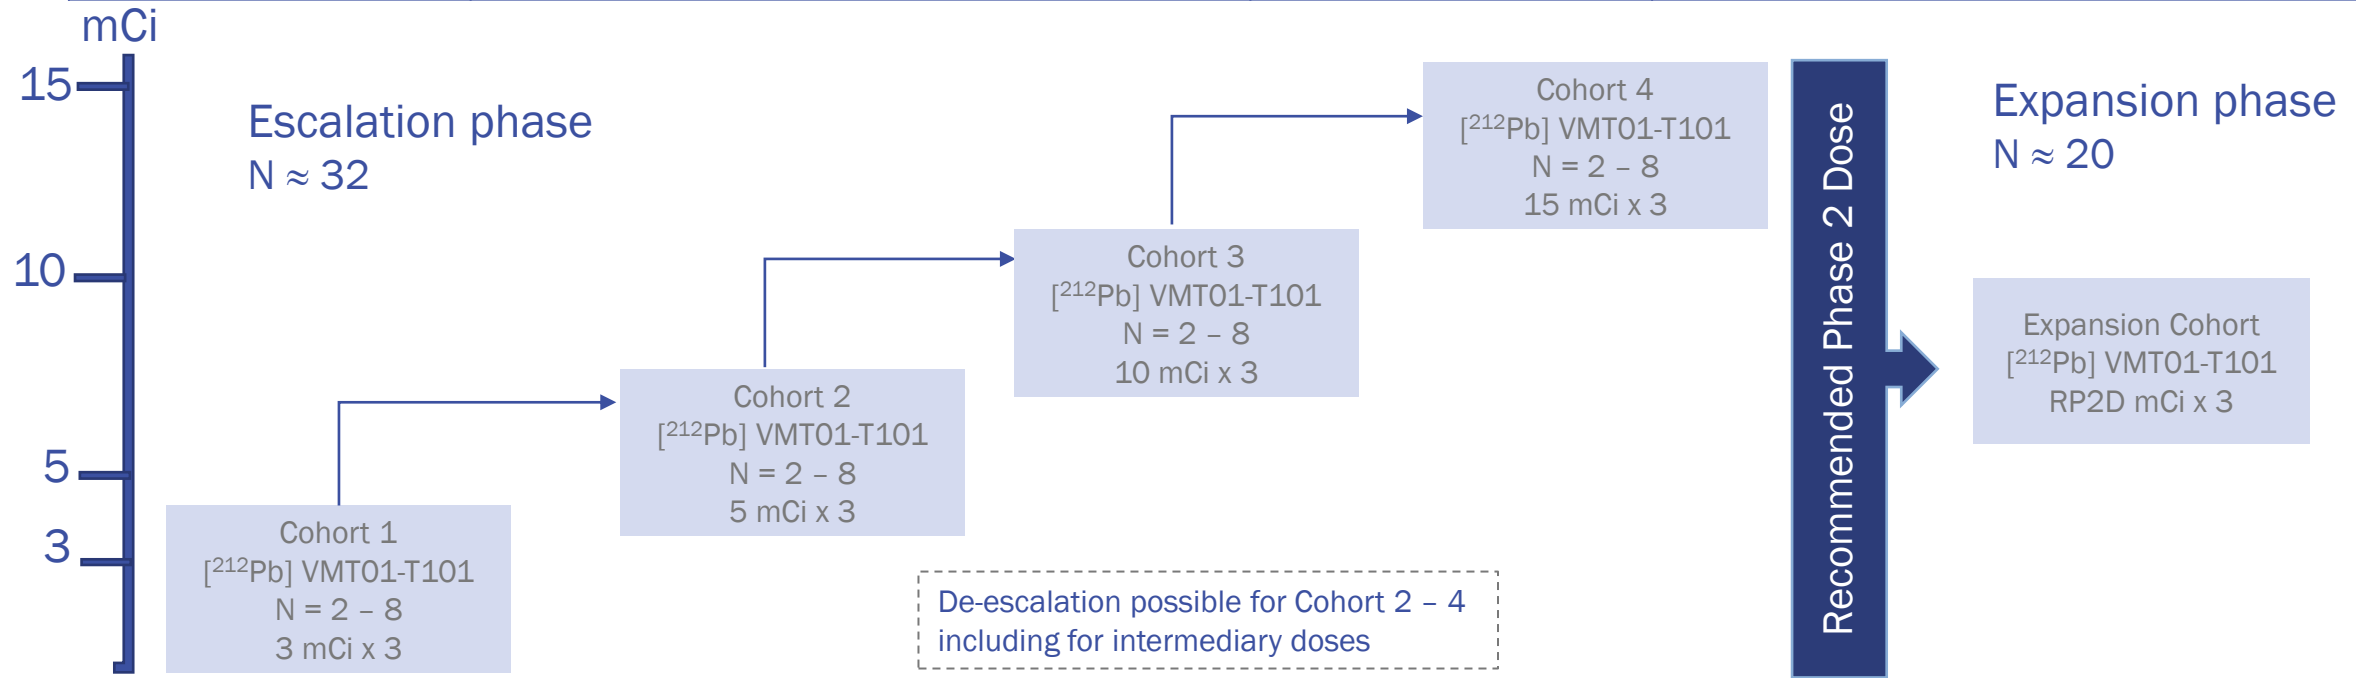 mCi
15
10
5
3
Escalation phase
N ≈ 32
Cohort 1
[²¹²Pb] VMT01-T101
N = 2 – 8
3 mCi x 3
Cohort 2
[²¹²Pb] VMT01-T101
N = 2 – 8
5 mCi x 3
Cohort 3
[²¹²Pb] VMT01-T101
N = 2 – 8
10 mCi x 3
Cohort 4
[²¹²Pb] VMT01-T101
N = 2 – 8
15 mCi x 3
De-escalation possible for Cohort 2 – 4
including for intermediary doses
Recommended Phase 2 Dose
Expansion phase
N ≈ 20
Expansion Cohort
[²¹²Pb] VMT01-T101
RP2D mCi x 3